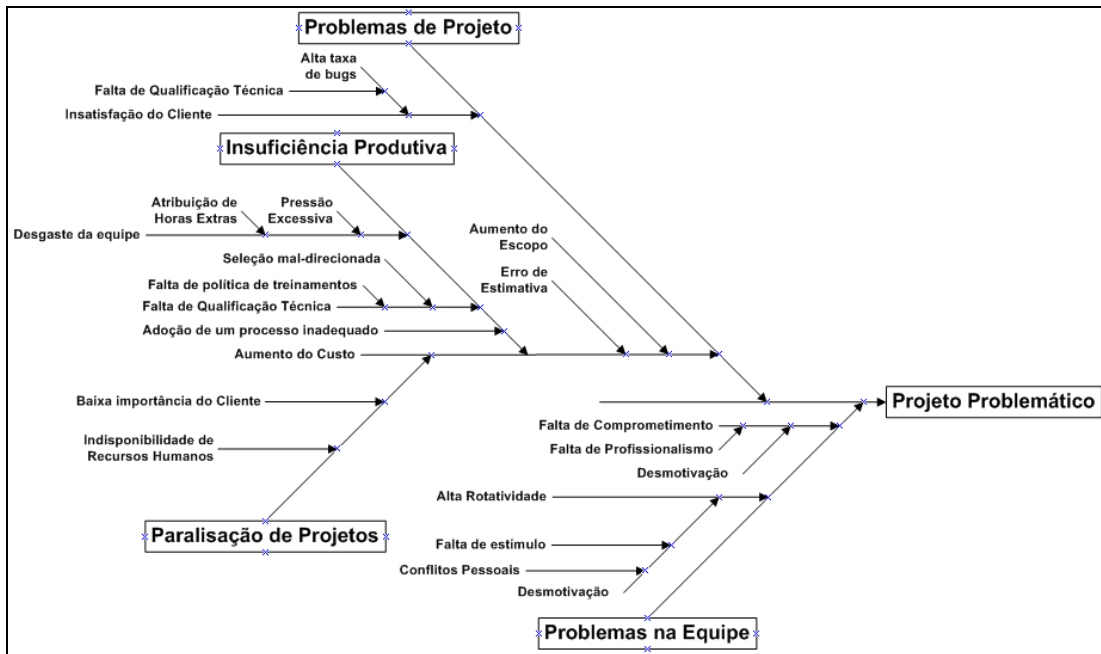 Problemas de Projeto
Alta taxa
de bugs
Falta de Qualificação Técnica
Insatisfação do Cliente
Insuficiência Produtiva
Atribuição de
Horas Extras
Pressão
Excessiva
Desgaste da equipe
Aumento do
Escopo
Seleção mal-direcionada
Erro de
Estimativa
Falta de política de treinamentos
Falta de Qualificação Técnica
Adoção de um processo inadequado
Aumento do Custo
Baixa importância do Cliente
Projeto Problemático
Falta de Comprometimento
Indisponibilidade de
Recursos Humanos
Falta de Profissionalismo
Desmotivação
Alta Rotatividade
Paralisação de Projetos
Falta de estímulo
Conflitos Pessoais
Desmotivação
Problemas na Equipe